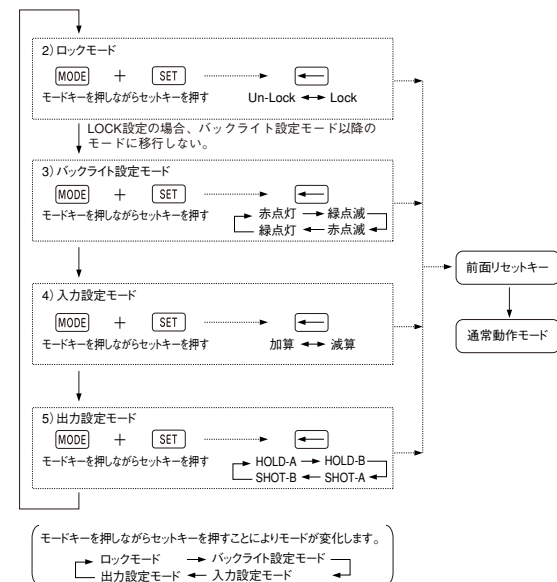 2)ロックモード
MODE + SET ←
モードキーを押しながらセットキーを押す Un-Lock ↔ Lock
LOCK設定の場合、バックライト設定モード以降の
モードに移行しない。
3)バックライト設定モード
MODE + SET ←
モードキーを押しながらセットキーを押す
赤点灯 → 緑点滅
緑点灯 ← 赤点滅
前面リセットキー
4)入力設定モード
MODE + SET ←
モードキーを押しながらセットキーを押す 加算 ↔ 減算
通常動作モード
5)出力設定モード
MODE + SET ←
モードキーを押しながらセットキーを押す
HOLD-A → HOLD-B
SHOT-B ← SHOT-A
モードキーを押しながらセットキーを押すことによりモードが変化します。
ロックモード → バックライト設定モード
出力設定モード ← 入力設定モード